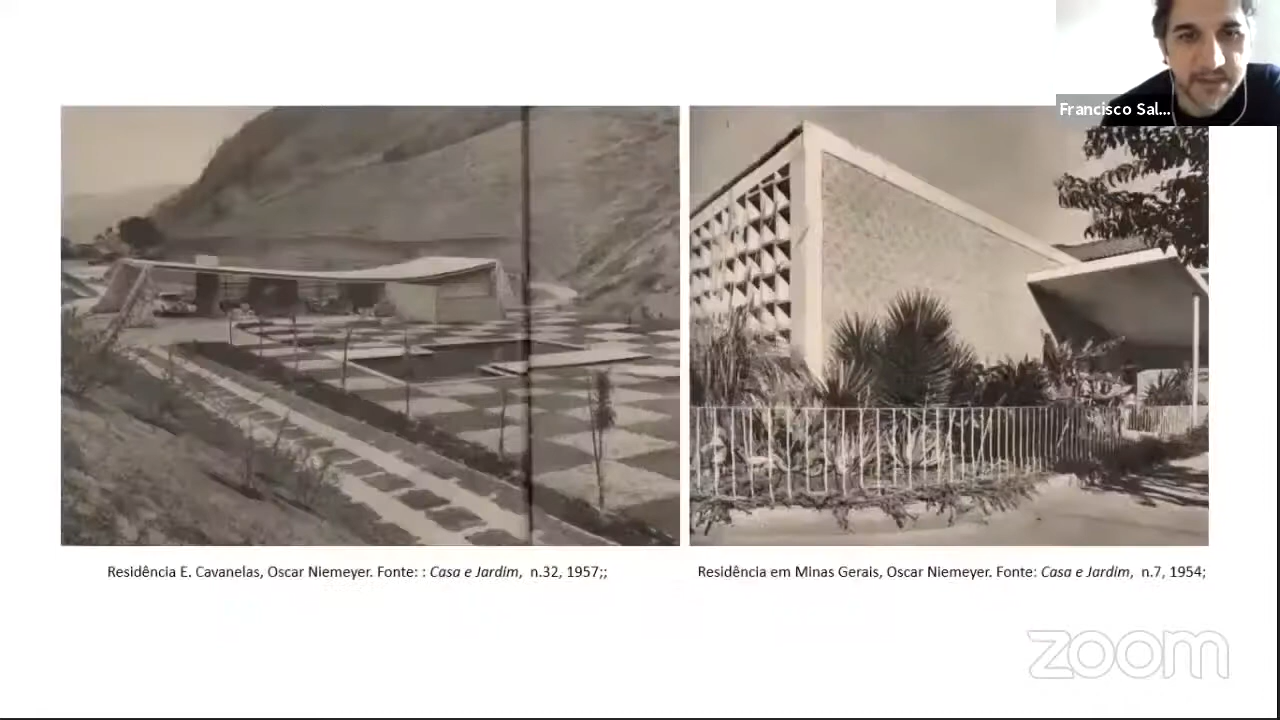 Francisco Sal...
Residência E. Cavanelas, Oscar Niemeyer. Fonte: : Casa e Jardim, n.32, 1957;;
Residência em Minas Gerais, Oscar Niemeyer. Fonte: Casa e Jardim, n.7, 1954;
zoom